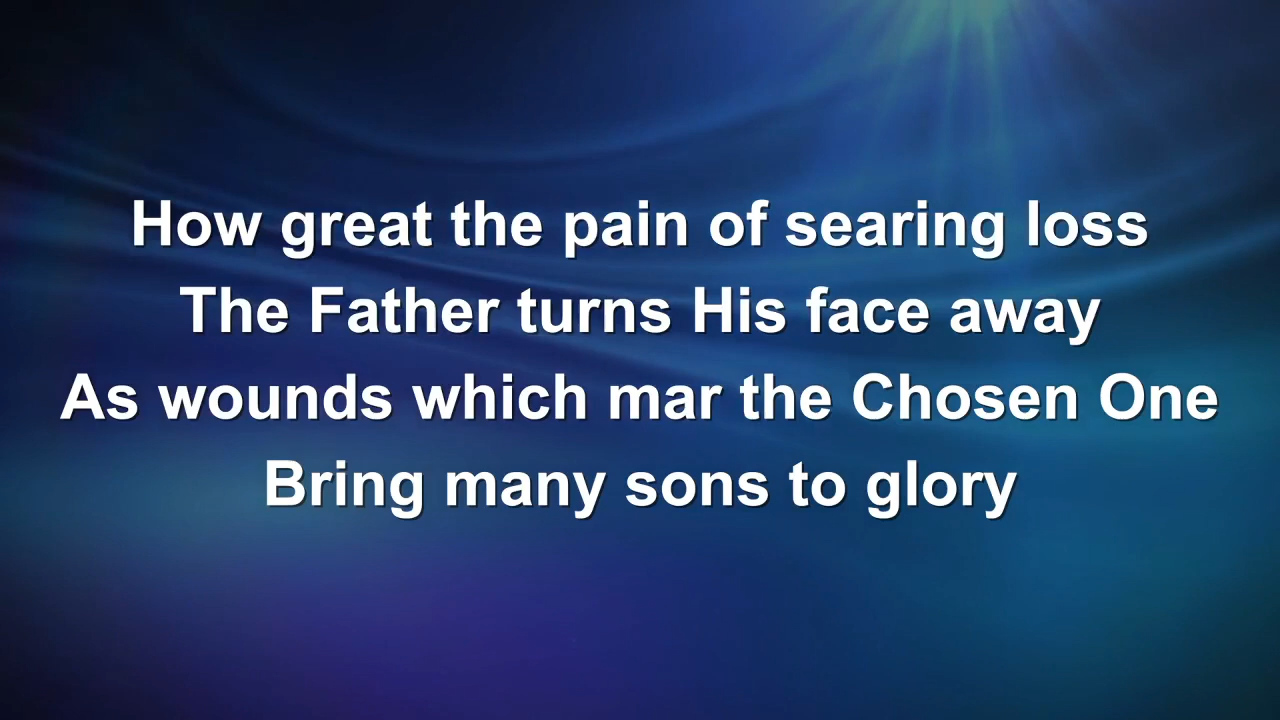 How great the pain of searing loss
The Father turns His face away
As wounds which mar the Chosen One
Bring many sons to glory